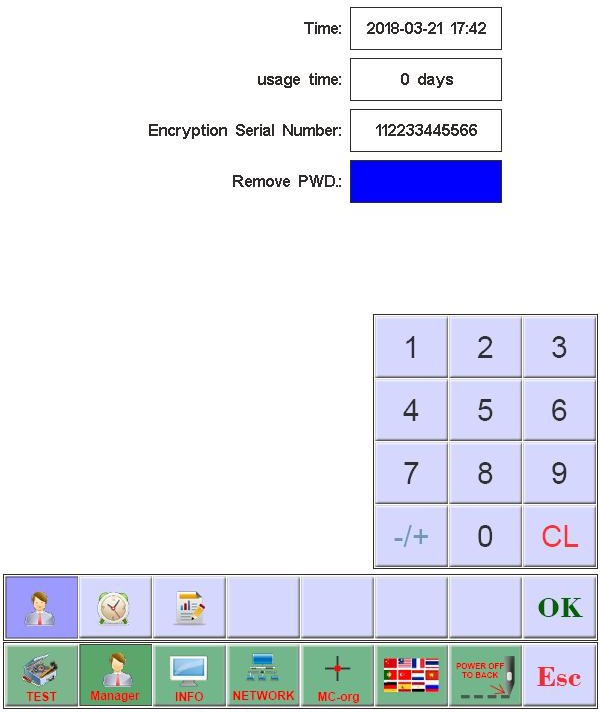 Time: 2018-03-21 17:42
usage time: 0 days
Encryption Serial Number: 112233445566
Remove PWD.:
1 2 3
4 5 6
7 8 9
-/+ 0 CL
OK
TEST Manager INFO NETWORK MC-org POWER OFF
TO BACK Esc